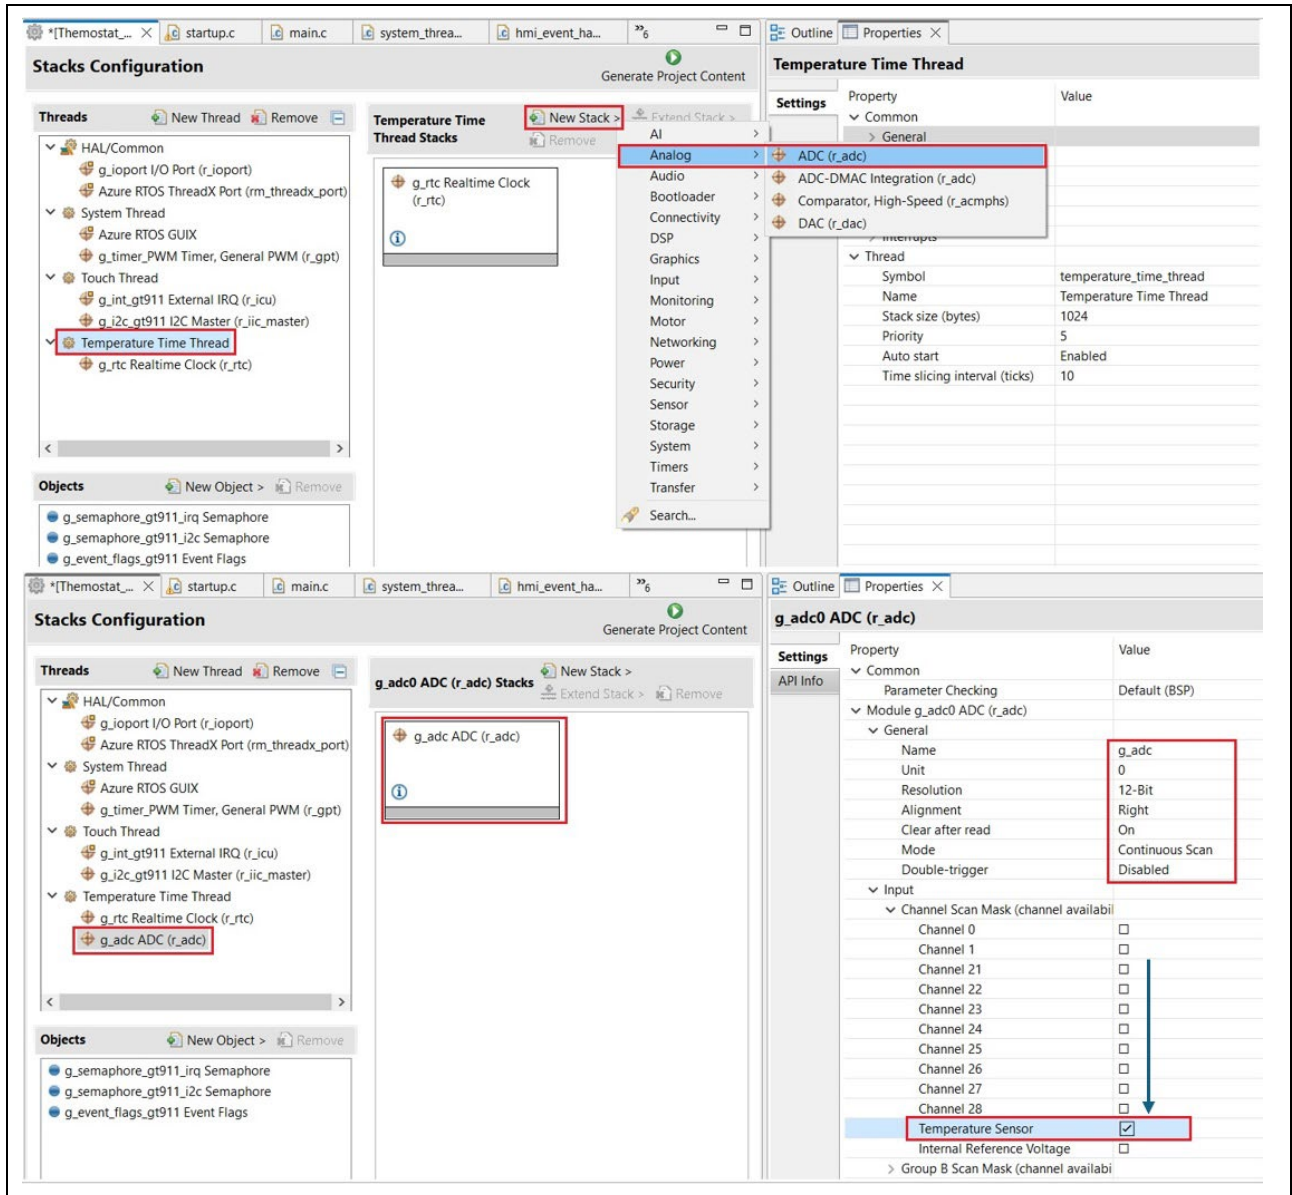 *[Themostat_...
startup.c
main.c
system_threa...
hmi_event_ha...
»6
Outline
Properties
Stacks Configuration
Generate Project Content
Temperature Time Thread
Threads
New Thread
Remove
Temperature Time
Thread Stacks
New Stack >
Extend Stack >
Remove
HAL/Common
g_ioport I/O Port (r_ioport)
Azure RTOS ThreadX Port (rm_threadx_port)
System Thread
Azure RTOS GUIX
g_timer_PWM Timer, General PWM (r_gpt)
Touch Thread
g_int_gt911 External IRQ (r_icu)
g_i2c_gt911 I2C Master (r_iic_master)
Temperature Time Thread
g_rtc Realtime Clock (r_rtc)
g_rtc Realtime Clock
(r_rtc)
AI >
Analog >
Audio >
Bootloader >
Connectivity >
DSP >
Graphics >
Input >
Monitoring >
Motor >
Networking >
Power >
Security >
Sensor >
Storage >
System >
Timers >
Transfer >
Search...
ADC (r_adc)
ADC-DMAC Integration (r_adc)
Comparator, High-Speed (r_acmphs)
DAC (r_dac)
Settings
Property Value
Common
General
Interrupts
Thread
Symbol temperature_time_thread
Name Temperature Time Thread
Stack size (bytes) 1024
Priority 5
Auto start Enabled
Time slicing interval (ticks) 10
Objects
New Object >
Remove
g_semaphore_gt911_irq Semaphore
g_semaphore_gt911_i2c Semaphore
g_event_flags_gt911 Event Flags
*[Themostat_...
startup.c
main.c
system_threa...
hmi_event_ha...
»6
Outline
Properties
Stacks Configuration
Generate Project Content
g_adc0 ADC (r_adc)
Threads
New Thread
Remove
g_adc0 ADC (r_adc) Stacks
New Stack >
Extend Stack >
Remove
HAL/Common
g_ioport I/O Port (r_ioport)
Azure RTOS ThreadX Port (rm_threadx_port)
System Thread
Azure RTOS GUIX
g_timer_PWM Timer, General PWM (r_gpt)
Touch Thread
g_int_gt911 External IRQ (r_icu)
g_i2c_gt911 I2C Master (r_iic_master)
Temperature Time Thread
g_rtc Realtime Clock (r_rtc)
g_adc ADC (r_adc)
g_adc ADC (r_adc)
Settings
API Info
Property Value
Common
Parameter Checking Default (BSP)
Module g_adc0 ADC (r_adc)
General
Name g_adc
Unit 0
Resolution 12-Bit
Alignment Right
Clear after read On
Mode Continuous Scan
Double-trigger Disabled
Input
Channel Scan Mask (channel availabil
Channel 0
Channel 1
Channel 21
Channel 22
Channel 23
Channel 24
Channel 25
Channel 26
Channel 27
Channel 28
Temperature Sensor
Internal Reference Voltage
Group B Scan Mask (channel availabi
Objects
New Object >
Remove
g_semaphore_gt911_irq Semaphore
g_semaphore_gt911_i2c Semaphore
g_event_flags_gt911 Event Flags